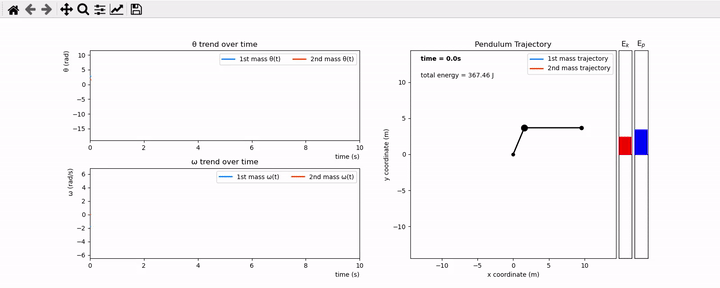 θ trend over time
θ (rad)
1st mass θ(t) 2nd mass θ(t)
10
5
0
−5
−10
−15
0 2 4 6 8 10
time (s)
ω trend over time
ω (rad/s)
1st mass ω(t) 2nd mass ω(t)
6
4
2
0
−2
−4
−6
0 2 4 6 8 10
time (s)
Pendulum Trajectory
time = 0.0s
total energy = 367.46 J
1st mass trajectory
2nd mass trajectory
y coordinate (m)
10
5
0
−5
−10
−10 −5 0 5 10
x coordinate (m)
Eₖ Eₚ